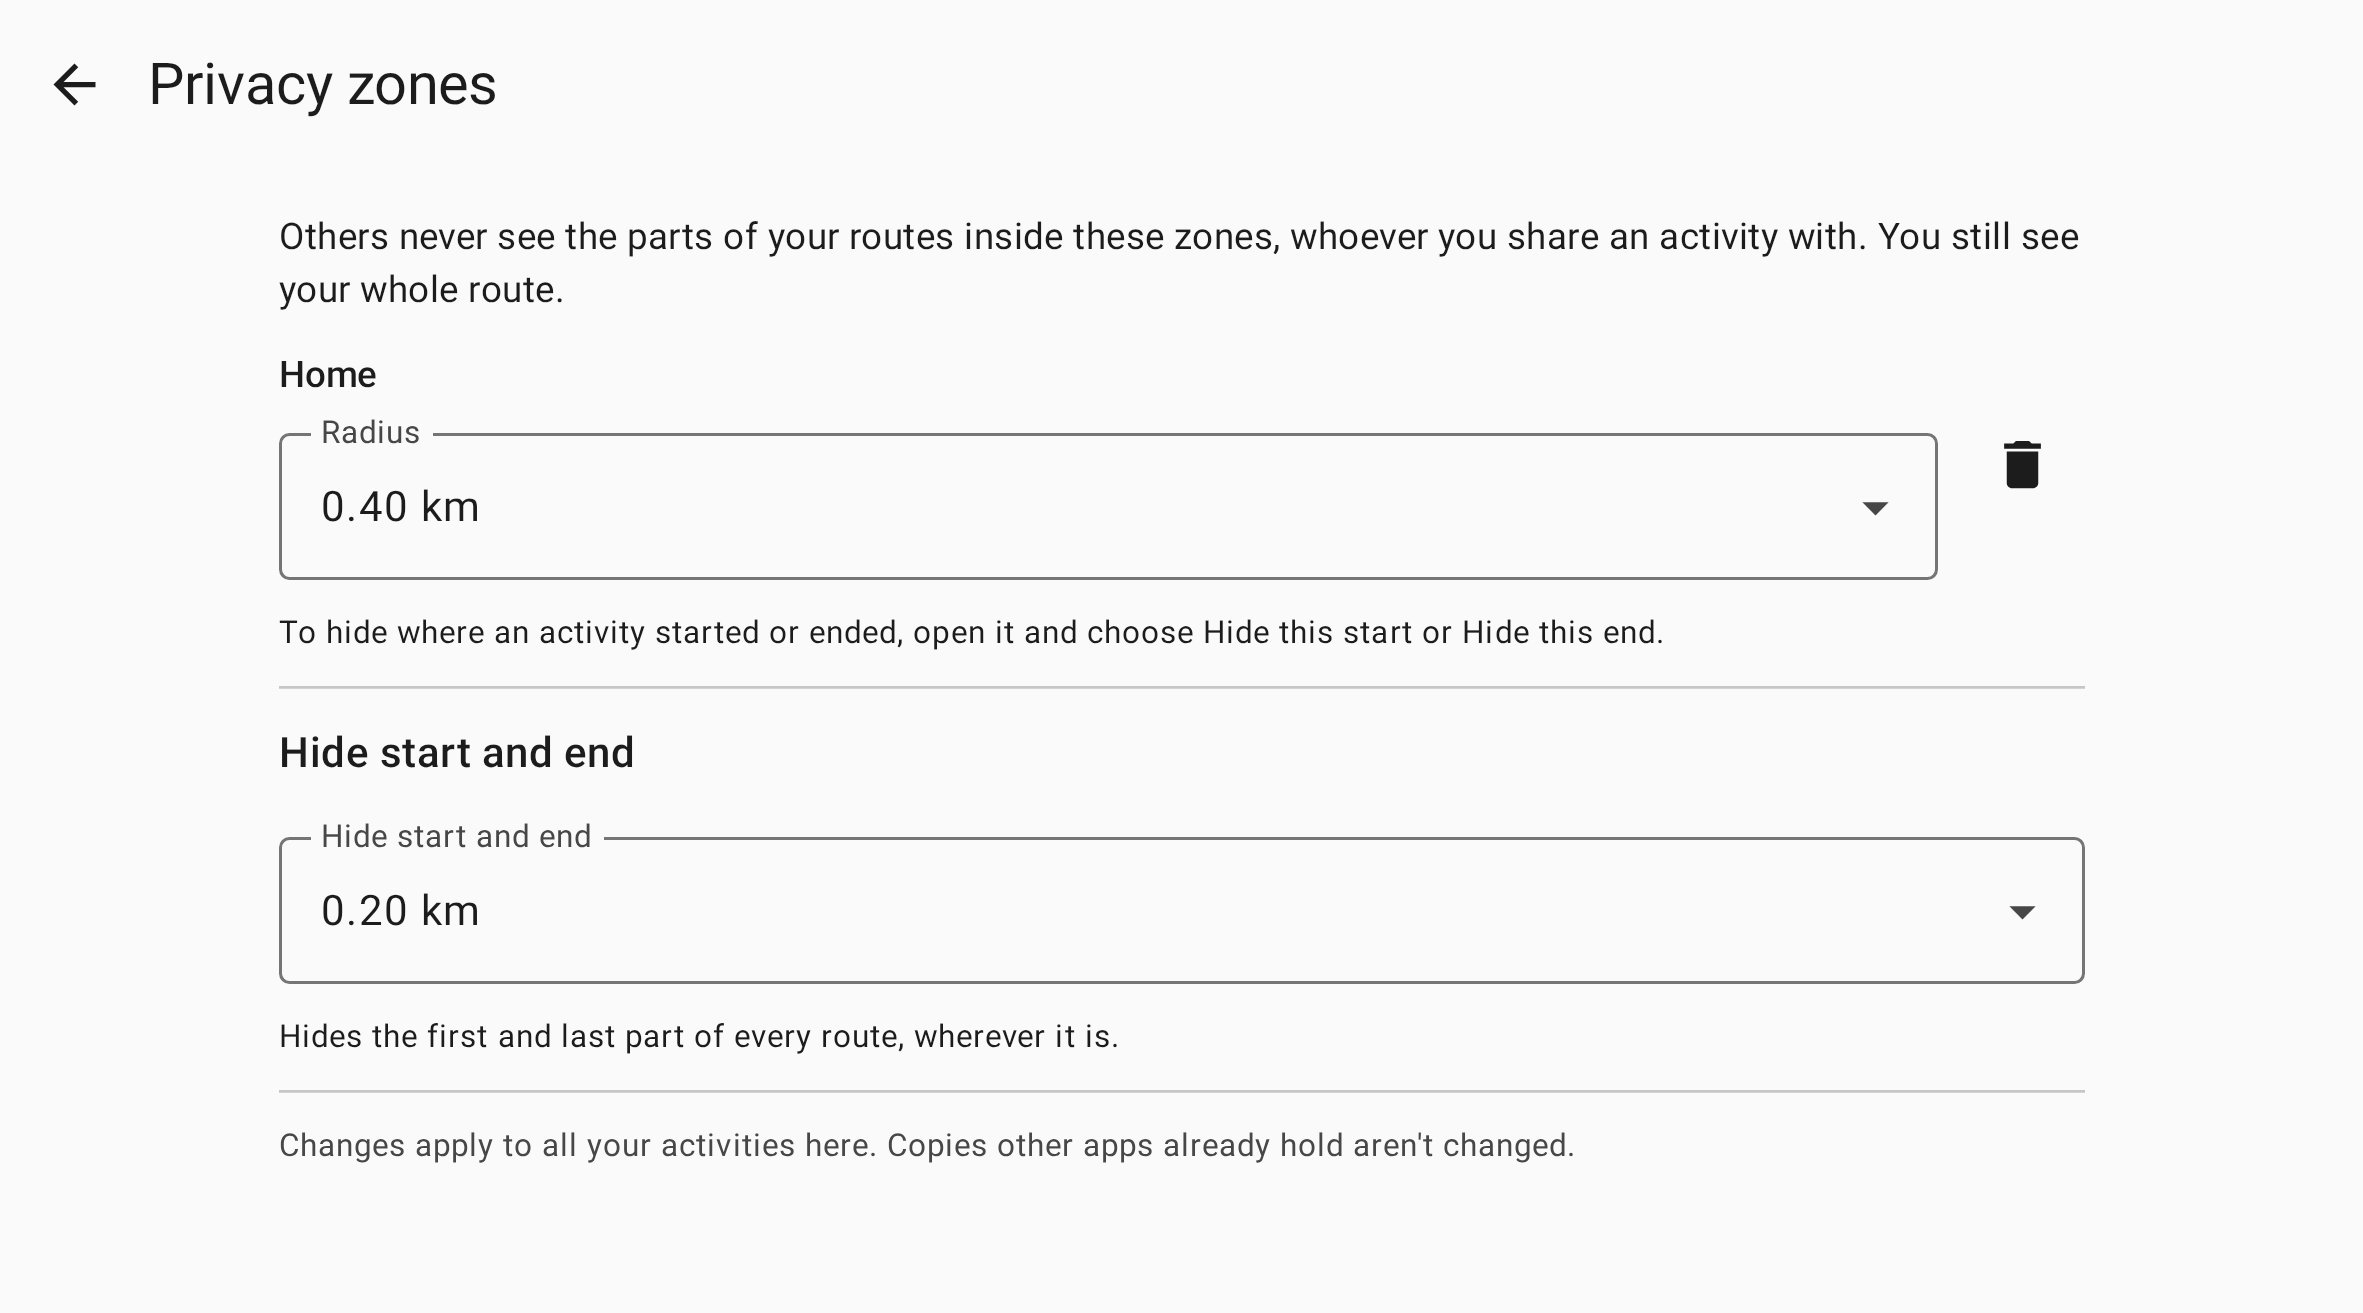 Privacy zones
Others never see the parts of your routes inside these zones, whoever you share an activity with. You still see
your whole route.
Home
Radius
0.40 km
To hide where an activity started or ended, open it and choose Hide this start or Hide this end.
Hide start and end
Hide start and end
0.20 km
Hides the first and last part of every route, wherever it is.
Changes apply to all your activities here. Copies other apps already hold aren't changed.